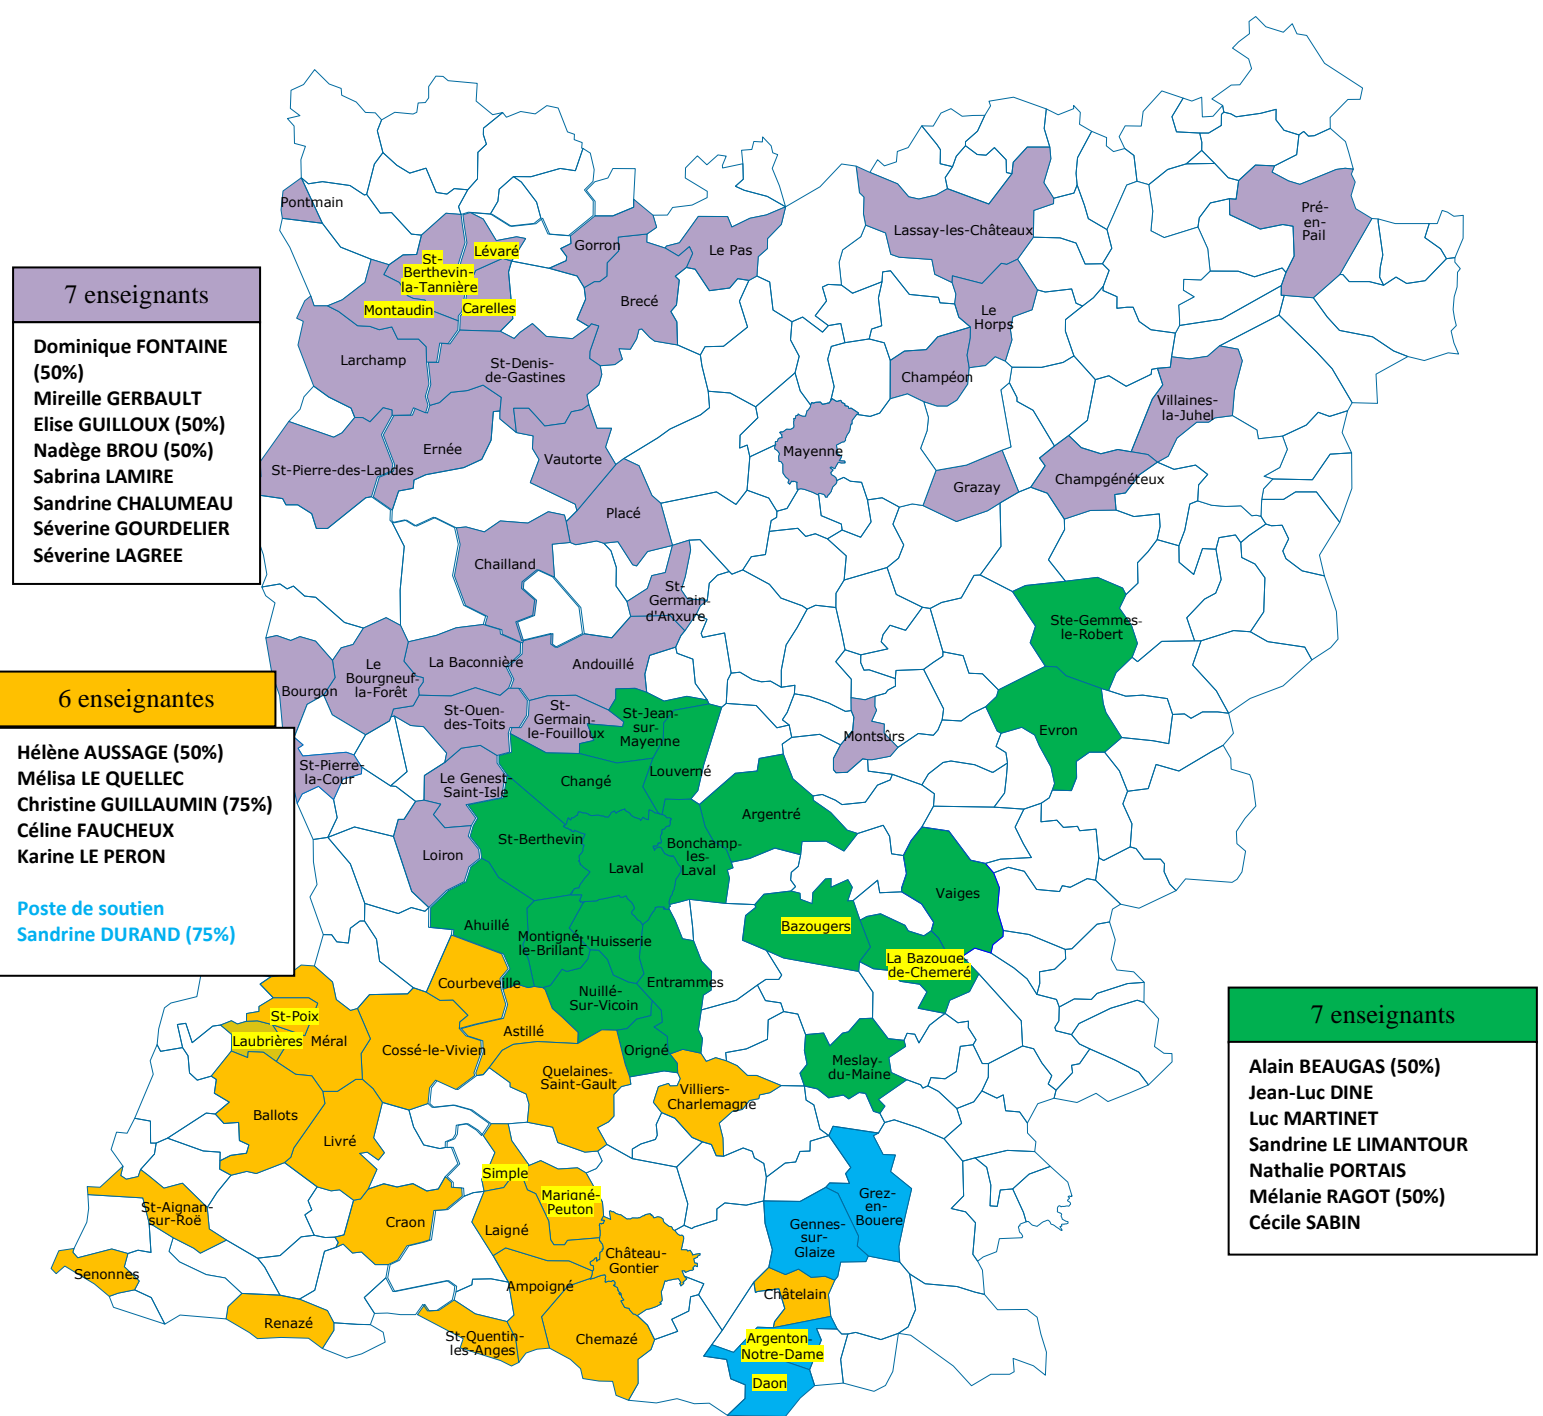 Pontmain
Lévaré
St-
Berthevin-
la-Tannière
Montaudin
Carelles
Gorron
Brecé
Le Pas
Lassay-les-Châteaux
Pré-
en-
Pail
Le
Horps
Champéon
Villaines-
la-Juhel
Larchamp
St-Denis-
de-Gastines
Ernée
St-Pierre-des-Landes
Vautorte
Mayenne
Grazay
Champgénéteux
Placé
Chailland
St-
Germain-
d'Anxure
Ste-Gemmes-
le-Robert
7 enseignants
Dominique FONTAINE
(50%)
Mireille GERBAULT
Elise GUILLOUX (50%)
Nadège BROU (50%)
Sabrina LAMIRE
Sandrine CHALUMEAU
Séverine GOURDELIER
Séverine LAGREE
Bourgon
Le
Bourgneuf-
la-Forêt
La Baconnière
Andouillé
St-Ouen-
des-Toits
St-
Germain-
le-Fouilloux
St-Jean-
sur-
Mayenne
Louverné
Montsûrs
Evron
St-Pierre-
la-Cour
Le Genest-
Saint-Isle
Changé
Argentré
St-Berthevin
Loiron
Laval
Bonchamp-
les-
Laval
Vaiges
Bazougers
La Bazouge-
de-Chemeré
Ahuillé
Montigné-
le-Brillant
L'Huisserie
Entrammes
Nuillé-
Sur-Vicoin
Origné
Meslay-
du-Maine
6 enseignantes
Hélène AUSSAGE (50%)
Mélisa LE QUELLEC
Christine GUILLAUMIN (75%)
Céline FAUCHEUX
Karine LE PERON
Poste de soutien
Sandrine DURAND (75%)
Courbeveille
St-Poix
Laubrières
Méral
Cossé-le-Vivien
Astillé
Quelaines-
Saint-Gault
Villiers-
Charlemagne
Ballots
Livré
Simple
Marigné-
Peuton
St-Aignan-
sur-Roë
Craon
Laigné
Château-
Gontier
Gennes-
sur-
Glaize
Grez-
en-
Bouere
Senonnes
Ampoigné
Châtelain
Renazé
St-Quentin-
les-Anges
Chemazé
Argenton-
Notre-Dame
Daon
7 enseignants
Alain BEAUGAS (50%)
Jean-Luc DINE
Luc MARTINET
Sandrine LE LIMANTOUR
Nathalie PORTAIS
Mélanie RAGOT (50%)
Cécile SABIN